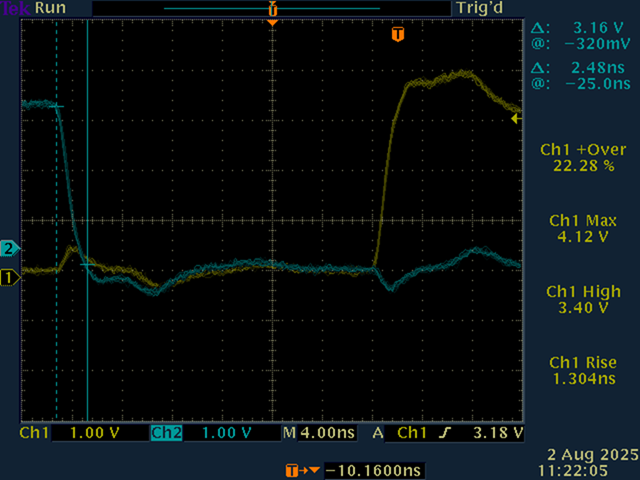 Tek Run Trig'd
T
Δ: 3.16 V
@: −320mV
Δ: 2.48ns
@: −25.0ns
Ch1 +Over
22.28 %
Ch1 Max
4.12 V
2
1
Ch1 High
3.40 V
Ch1 Rise
1.304ns
Ch1 1.00 V Ch2 1.00 V M 4.00ns A Ch1 3.18 V
T −10.1600ns
2 Aug 2025
11:22:05